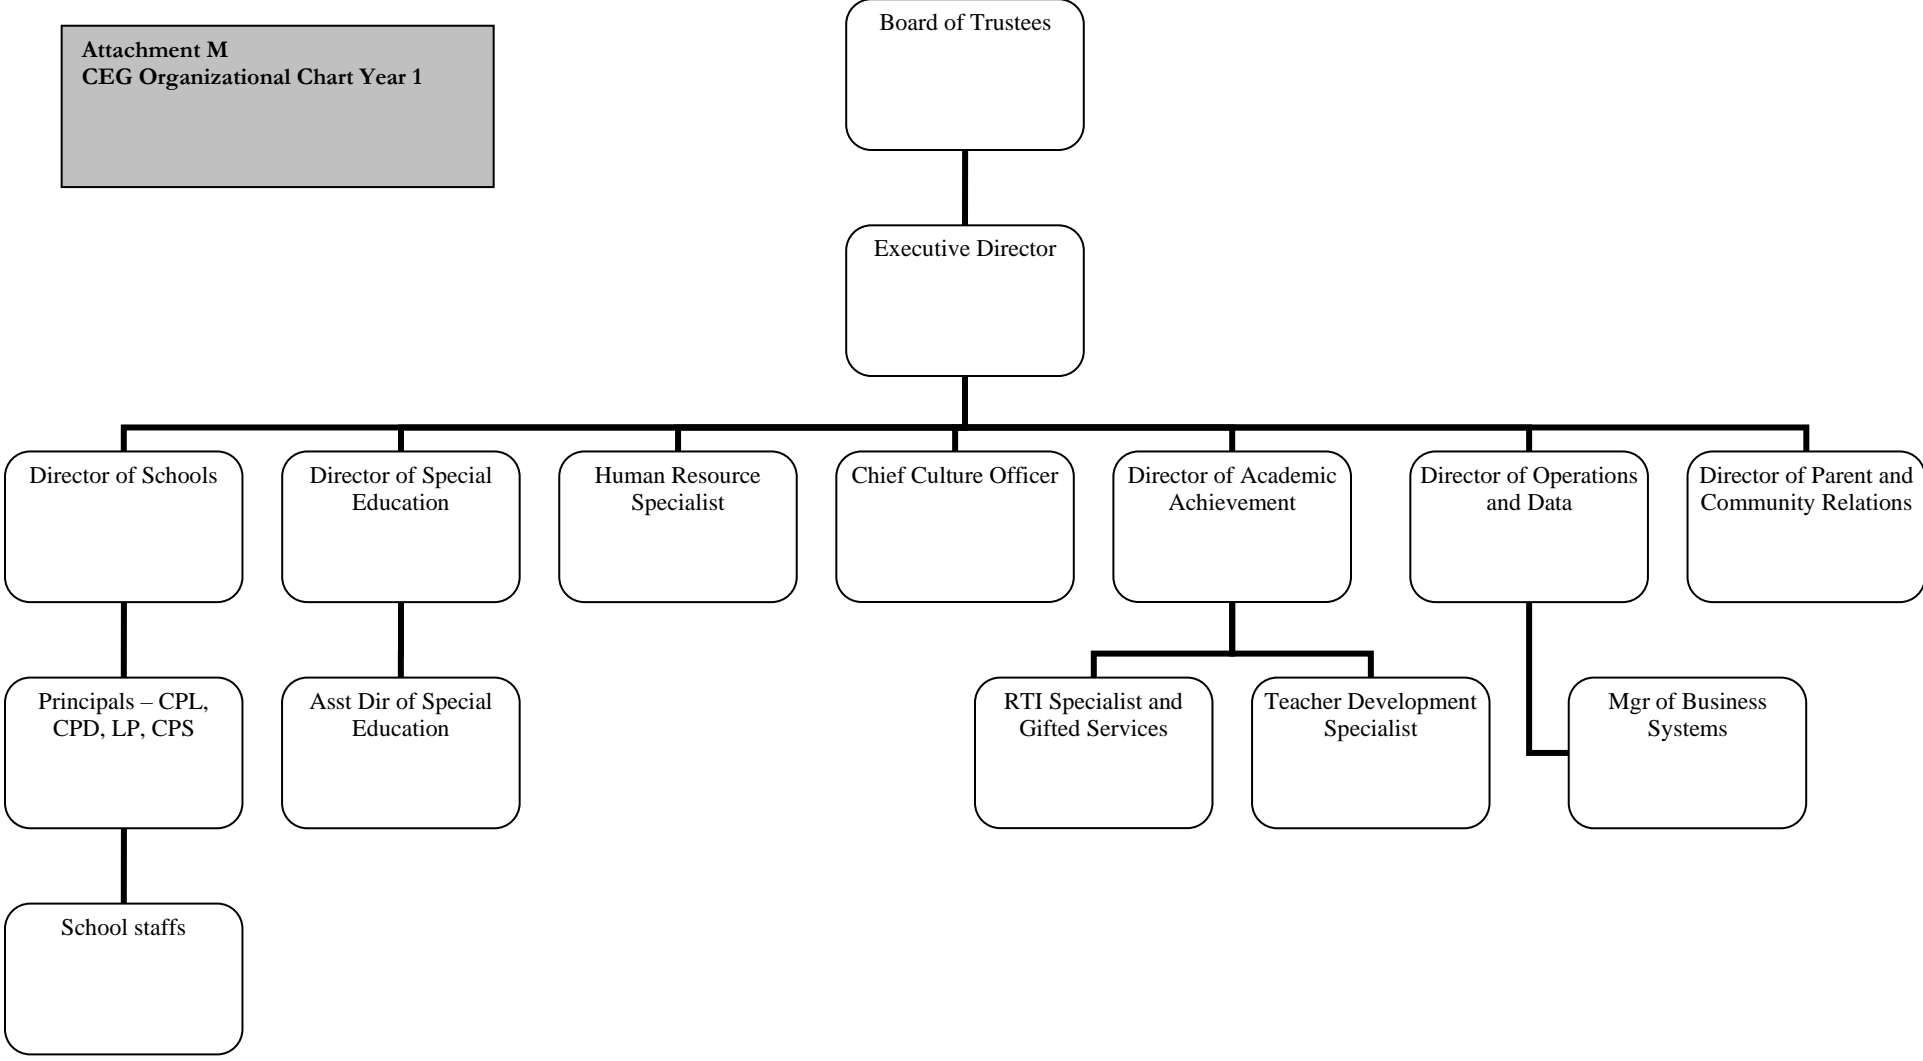 Attachment M
CEG Organizational Chart Year 1
Board of Trustees
Executive Director
Director of Schools
Director of Special
Education
Human Resource
Specialist
Chief Culture Officer
Director of Academic
Achievement
Director of Operations
and Data
Director of Parent and
Community Relations
Principals – CPL,
CPD, LP, CPS
Asst Dir of Special
Education
RTI Specialist and
Gifted Services
Teacher Development
Specialist
Mgr of Business
Systems
School staffs